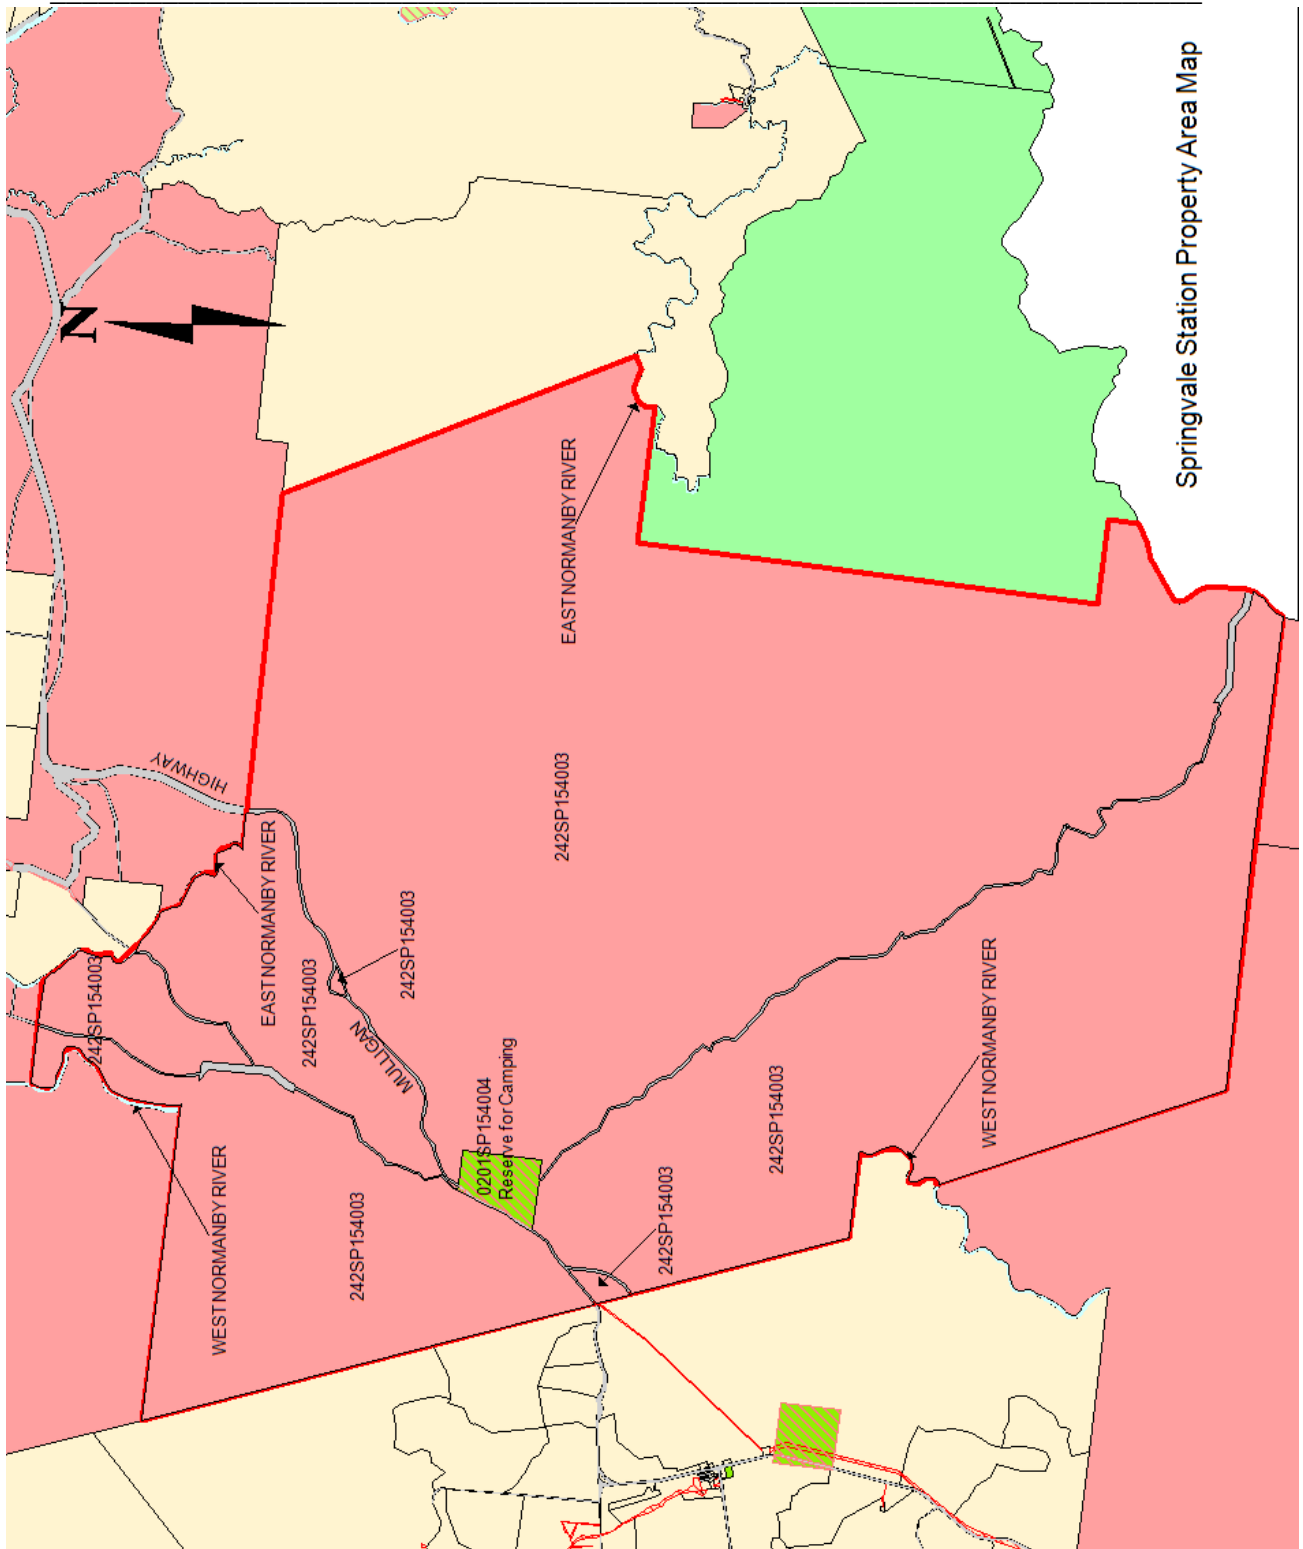 Springvale Station Property Area Map
N
HIGHWAY
EAST NORMANBY RIVER
242SP154003
EAST NORMANBY RIVER
242SP154003
242SP154003
242SP154003
MULLIGAN
0201SP154004
Reserve for Camping
WEST NORMANBY RIVER
242SP154003
242SP154003
242SP154003
WEST NORMANBY RIVER